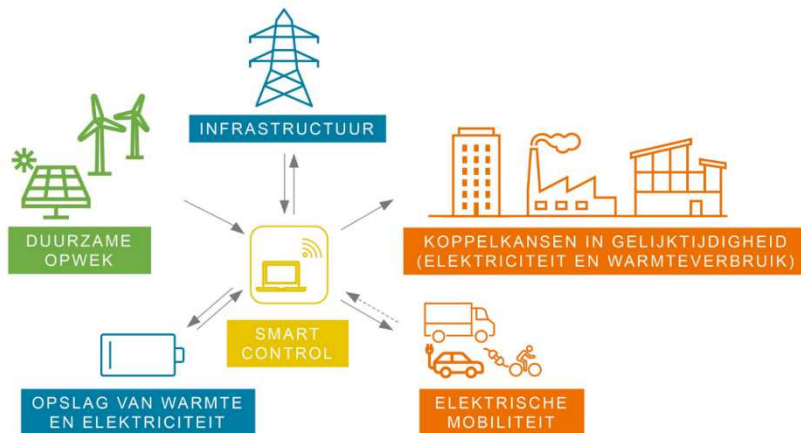 INFRASTRUCTUUR
DUURZAME
OPWEK
KOPPELKANSEN IN GELIJKTIJDIGHEID
(ELEKTRICITEIT EN WARMTEVERBRUIK)
SMART
CONTROL
OPSLAG VAN WARMTE
EN ELEKTRICITEIT
ELEKTRISCHE
MOBILITEIT